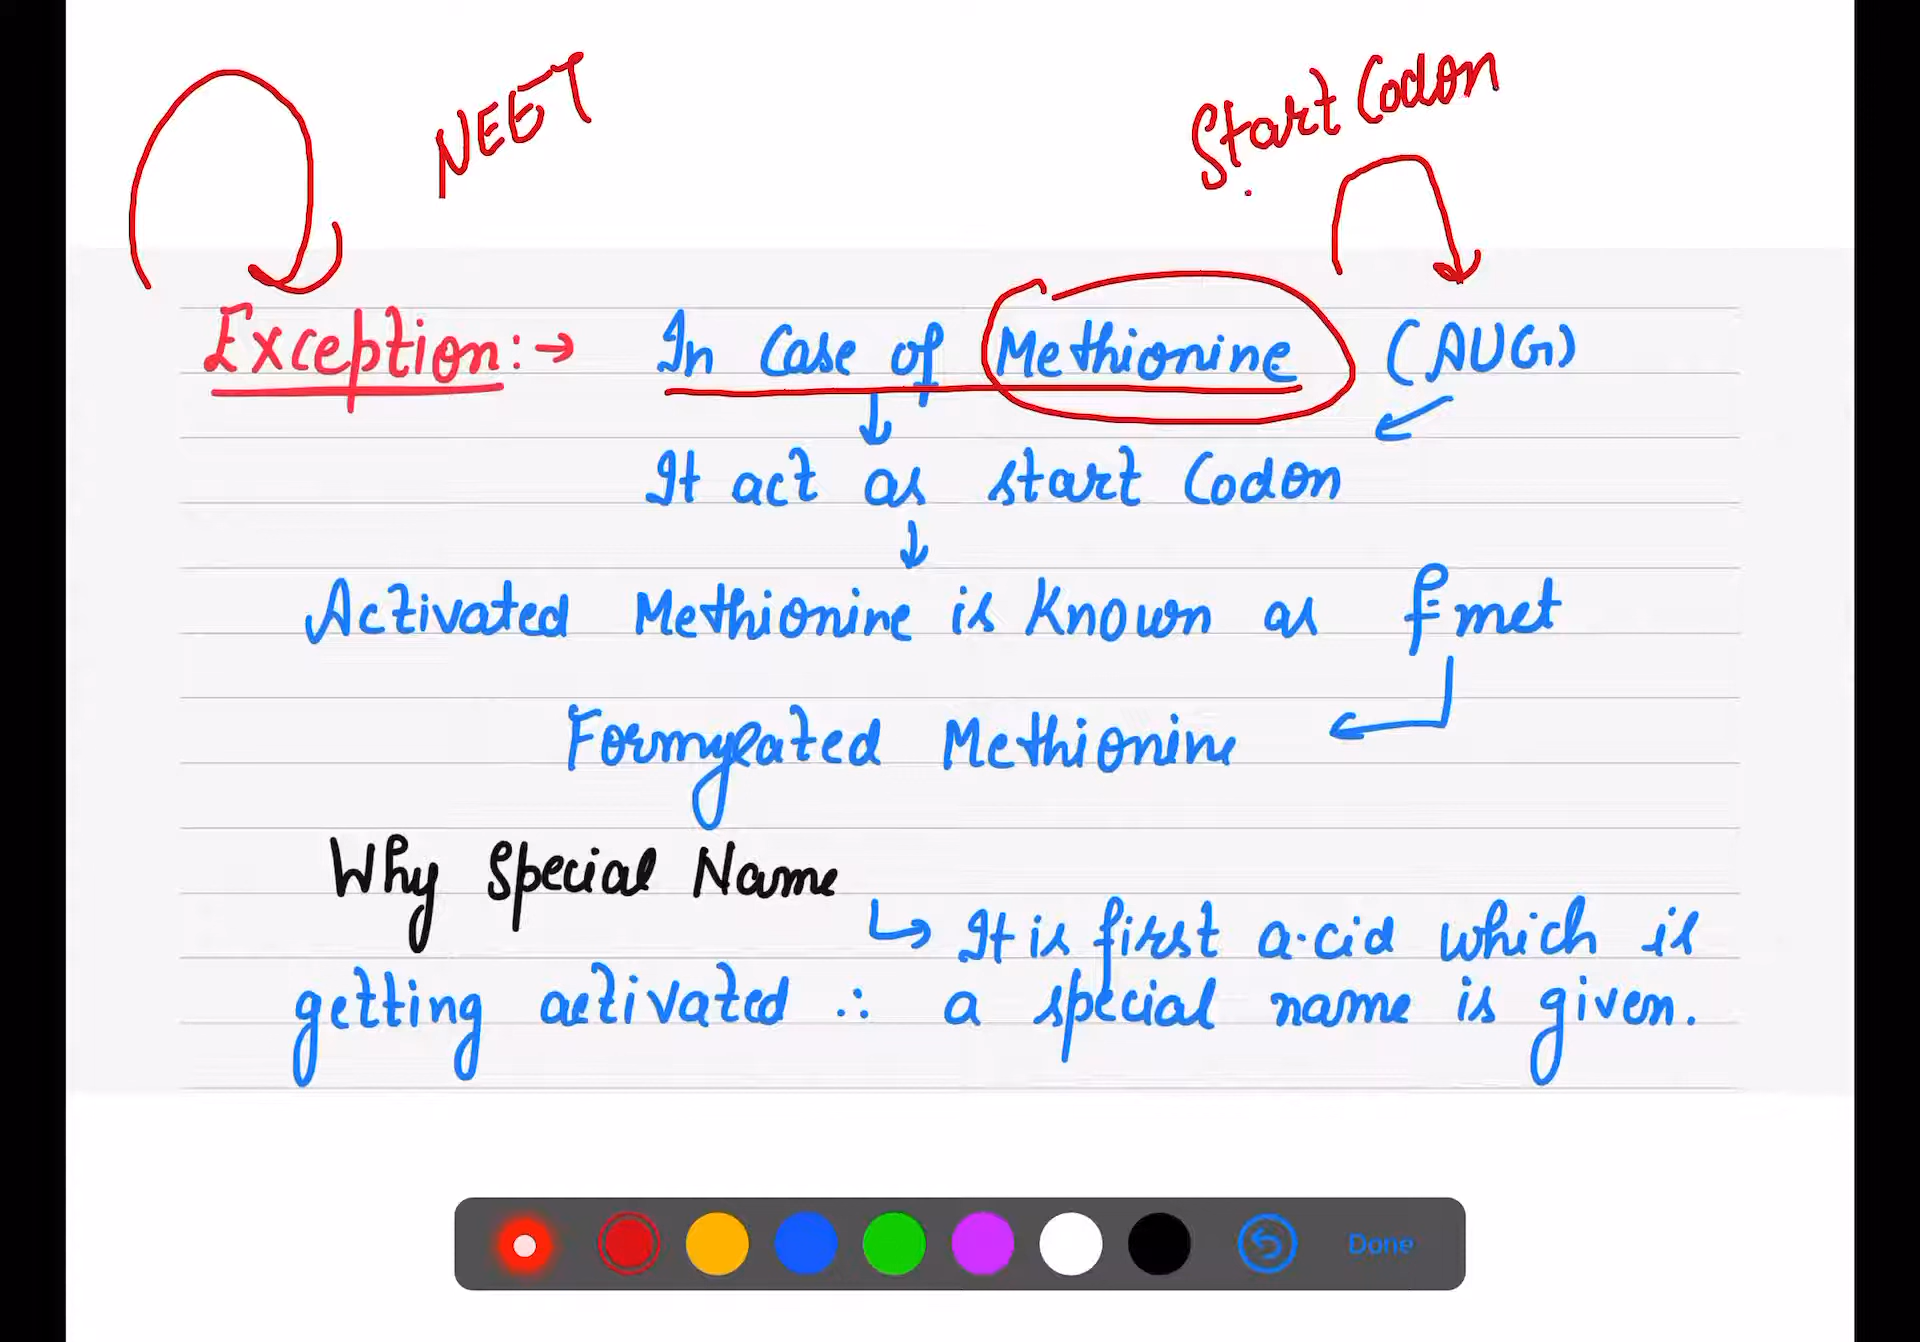 NEET
Start Codon
Exception:→ In Case of Methionine (AUG)
↓
It act as start Codon
↓
Activated Methionine is Known as fmet
Formylated Methionine
Why Special Name
↳ It is first a.cid which is
getting activated ∴ a special name is given.
Done